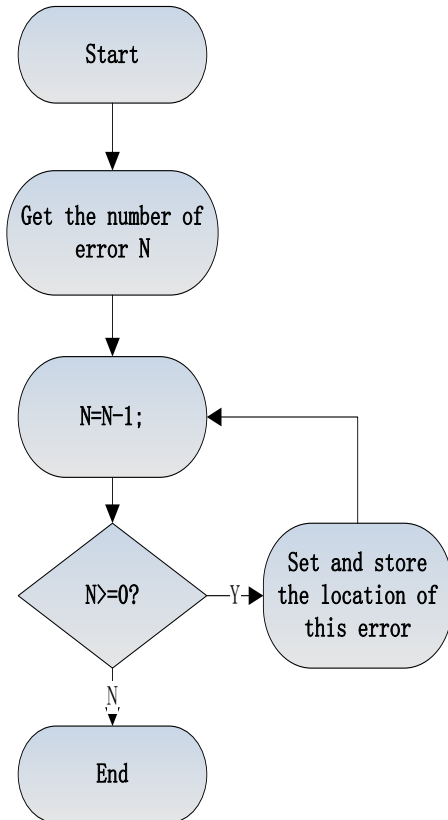 Start
Get the number of
error N
N=N-1;
N>=0?
Y
Set and store
the location of
this error
N
End